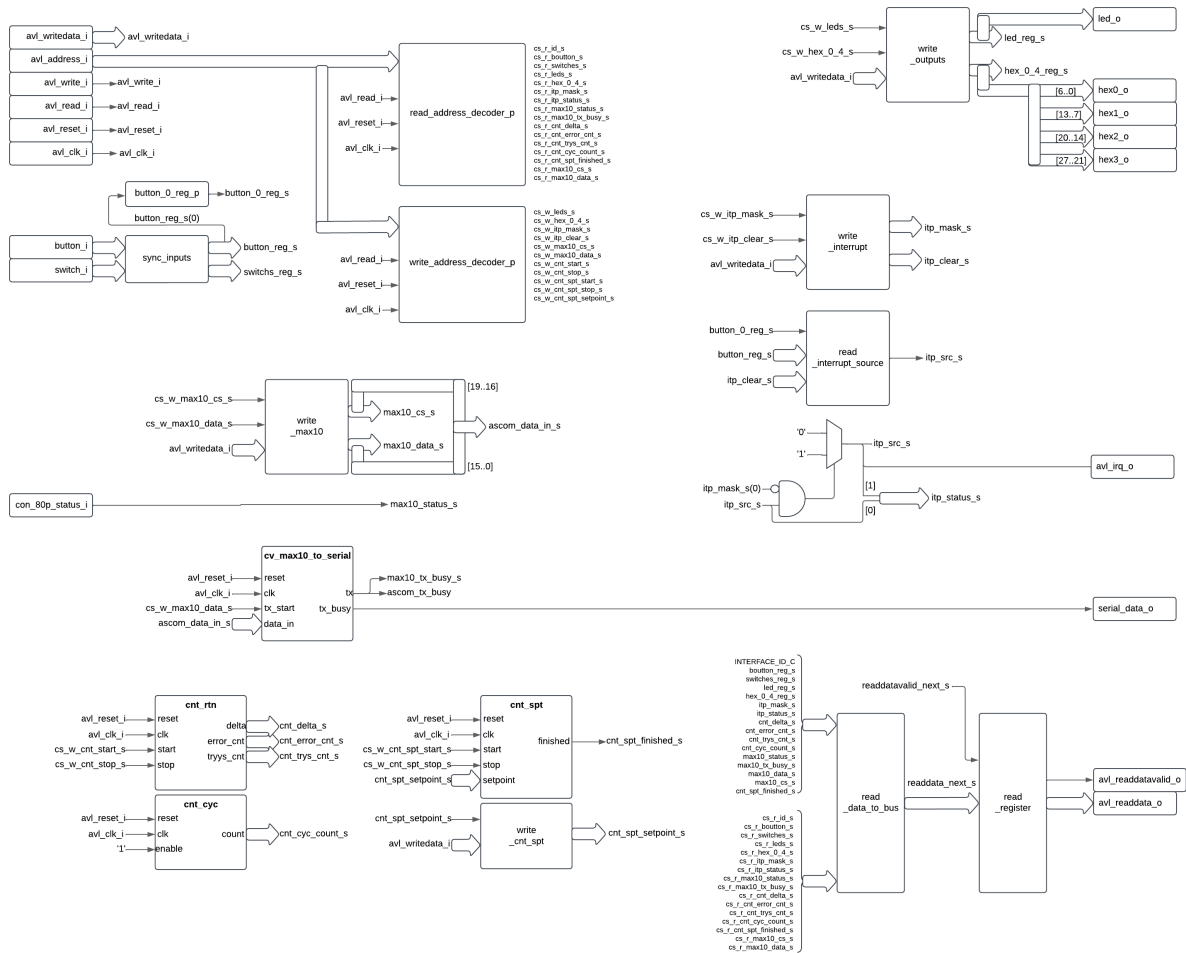 avl_writedata_i
avl_writedata_i
avl_address_i
avl_write_i
avl_write_i
avl_read_i
avl_read_i
avl_reset_i
avl_reset_i
avl_clk_i
avl_clk_i
avl_read_i
avl_reset_i
avl_clk_i
read_address_decoder_p
cs_r_id_s
cs_r_boutton_s
cs_r_switches_s
cs_r_leds_s
cs_r_hex_0_4_s
cs_r_itp_mask_s
cs_r_itp_status_s
cs_r_max10_status_s
cs_r_max10_tx_busy_s
cs_r_cnt_delta_s
cs_r_cnt_error_cnt_s
cs_r_cnt_trys_cnt_s
cs_r_cnt_cyc_count_s
cs_r_cnt_spt_finished_s
cs_r_max10_cs_s
cs_r_max10_data_s
button_0_reg_p
button_0_reg_s
button_reg_s(0)
button_i
switch_i
sync_inputs
button_reg_s
switchs_reg_s
avl_read_i
avl_reset_i
avl_clk_i
write_address_decoder_p
cs_w_leds_s
cs_w_hex_0_4_s
cs_w_itp_mask_s
cs_w_itp_clear_s
cs_w_max10_cs_s
cs_w_max10_data_s
cs_w_cnt_start_s
cs_w_cnt_stop_s
cs_w_cnt_spt_start_s
cs_w_cnt_spt_stop_s
cs_w_cnt_spt_setpoint_s
cs_w_leds_s
cs_w_hex_0_4_s
avl_writedata_i
write
_outputs
led_o
led_reg_s
hex_0_4_reg_s
[6..0]
hex0_o
[13..7]
hex1_o
[20..14]
hex2_o
[27..21]
hex3_o
cs_w_itp_mask_s
cs_w_itp_clear_s
avl_writedata_i
write
_interrupt
itp_mask_s
itp_clear_s
button_0_reg_s
button_reg_s
itp_clear_s
read
_interrupt_source
itp_src_s
cs_w_max10_cs_s
cs_w_max10_data_s
avl_writedata_i
write
_max10
[19..16]
max10_cs_s
max10_data_s
[15..0]
ascom_data_in_s
'0'
'1'
itp_src_s
avl_irq_o
itp_mask_s(0)
itp_src_s
[1]
[0]
itp_status_s
con_80p_status_i
max10_status_s
cv_max10_to_serial
avl_reset_i
avl_clk_i
cs_w_max10_data_s
ascom_data_in_s
reset
clk
tx_start
data_in
tx
tx_busy
max10_tx_busy_s
ascom_tx_busy
serial_data_o
cnt_rtn
avl_reset_i
avl_clk_i
cs_w_cnt_start_s
cs_w_cnt_stop_s
reset
clk
start
stop
delta
error_cnt
tryys_cnt
cnt_delta_s
cnt_error_cnt_s
cnt_trys_cnt_s
cnt_cyc
avl_reset_i
avl_clk_i
'1'
reset
clk
enable
count
cnt_cyc_count_s
cnt_spt
avl_reset_i
avl_clk_i
cs_w_cnt_spt_start_s
cs_w_cnt_spt_stop_s
cnt_spt_setpoint_s
reset
clk
start
stop
setpoint
finished
cnt_spt_finished_s
cnt_spt_setpoint_s
avl_writedata_i
write
_cnt_spt
cnt_spt_setpoint_s
INTERFACE_ID_C
boutton_reg_s
switches_reg_s
led_reg_s
hex_0_4_reg_s
itp_mask_s
itp_status_s
cnt_delta_s
cnt_error_cnt_s
cnt_trys_cnt_s
cnt_cyc_count_s
max10_status_s
max10_tx_busy_s
max10_data_s
max10_cs_s
cnt_spt_finished_s
cs_r_id_s
cs_r_boutton_s
cs_r_switches_s
cs_r_leds_s
cs_r_hex_0_4_s
cs_r_itp_mask_s
cs_r_itp_status_s
cs_r_max10_status_s
cs_r_max10_tx_busy_s
cs_r_cnt_delta_s
cs_r_cnt_error_cnt_s
cs_r_cnt_trys_cnt_s
cs_r_cnt_cyc_count_s
cs_r_cnt_spt_finished_s
cs_r_max10_cs_s
cs_r_max10_data_s
read
_data_to_bus
readdatavalid_next_s
readdata_next_s
read
_register
avl_readdatavalid_o
avl_readdata_o